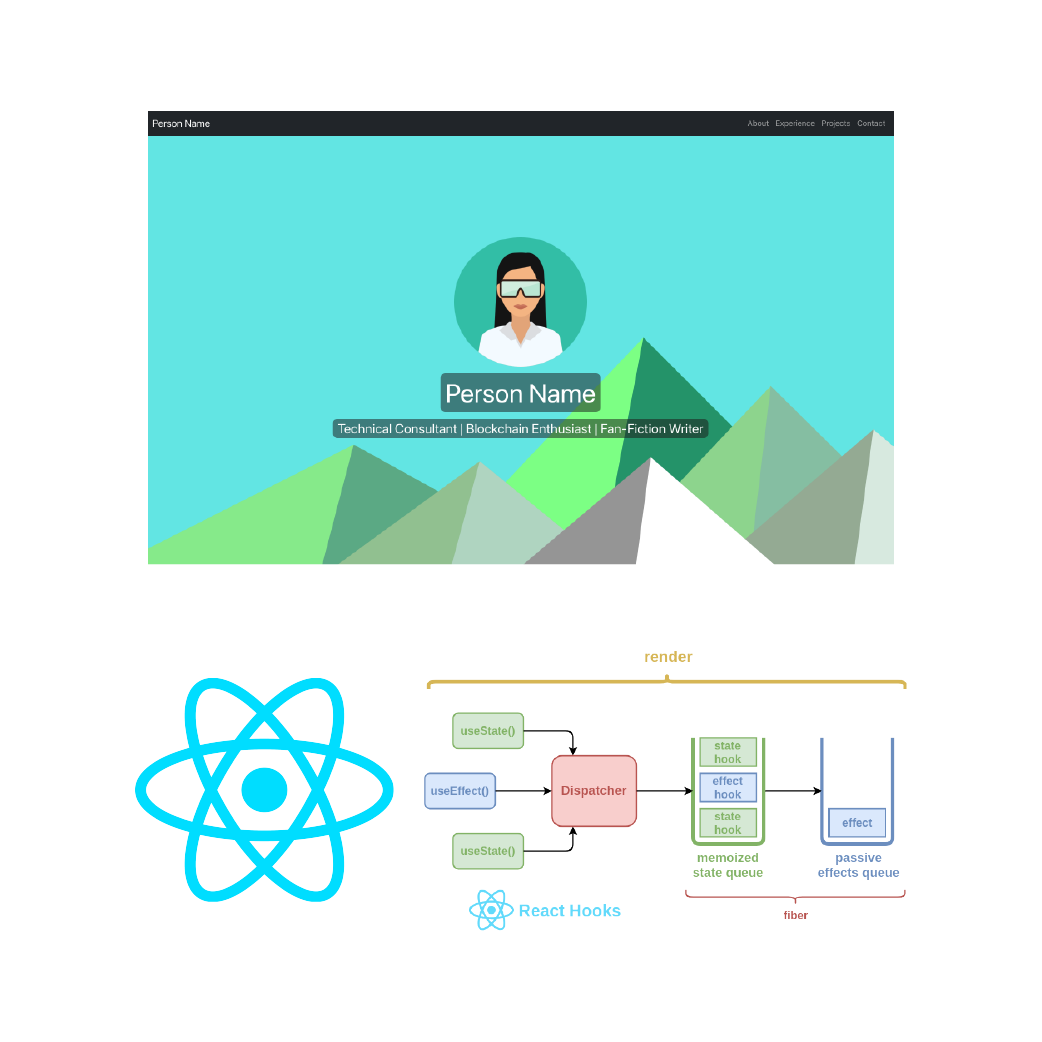 Person Name
About Experience Projects Contact
Person Name
Technical Consultant | Blockchain Enthusiast | Fan-Fiction Writer
render
useState()
useEffect()
useState()
Dispatcher
state
hook
effect
hook
state
hook
memoized
state queue
effect
passive
effects queue
fiber
React Hooks